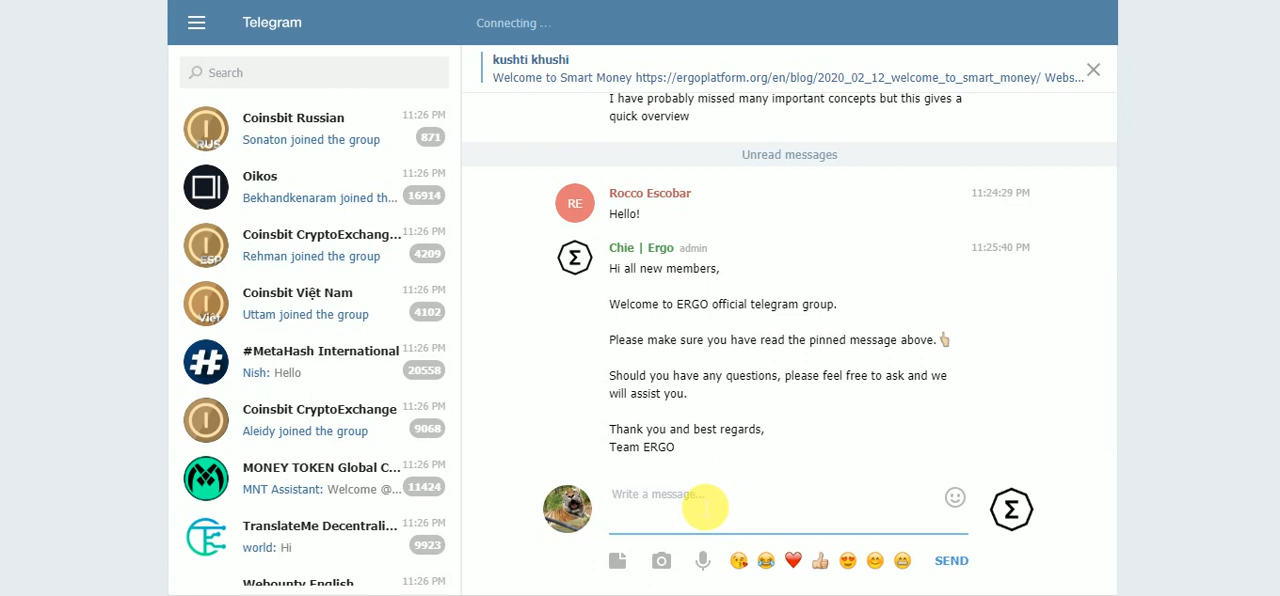 Telegram
Connecting ...
Search
kushti khushi
Welcome to Smart Money https://ergoplatform.org/en/blog/2020_02_12_welcome_to_smart_money/ Webs...
I have probably missed many important concepts but this gives a
quick overview
Unread messages
Coinsbit Russian 11:26 PM
Sonaton joined the group 871
RUS
Oikos 11:26 PM
Bekhandkenaram joined th... 16914
Coinsbit CryptoExchang... 11:26 PM
Rehman joined the group 4209
ESP
Coinsbit Việt Nam 11:26 PM
Uttam joined the group 4102
Việt
#MetaHash International 11:26 PM
Nish: Hello 20558
Coinsbit CryptoExchange 11:26 PM
Aleidy joined the group 9068
MONEY TOKEN Global C... 11:26 PM
MNT Assistant: Welcome @... 11424
TranslateMe Decentrali... 11:26 PM
world: Hi 9923
Webounty English 11:26 PM
RE
Rocco Escobar 11:24:29 PM
Hello!
Σ
Chie | Ergo admin 11:25:40 PM
Hi all new members,
Welcome to ERGO official telegram group.
Please make sure you have read the pinned message above.👆🏼
Should you have any questions, please feel free to ask and we
will assist you.
Thank you and best regards,
Team ERGO
Write a message...
Σ
SEND